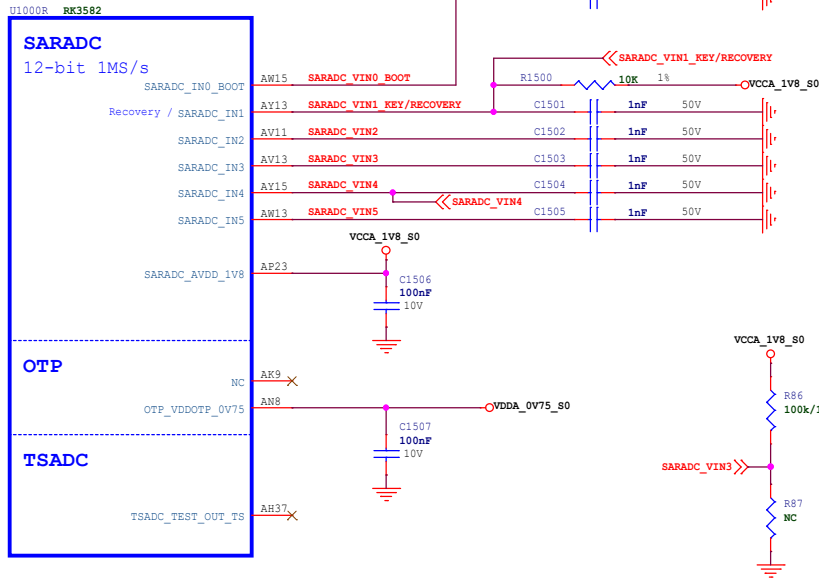 U1000R RK3582
SARADC
12-bit 1MS/s
SARADC_VIN1_KEY/RECOVERY
R1500 10K 1% VCCA_1V8_S0
SARADC_IN0_BOOT AW15 SARADC_VIN0_BOOT
Recovery / SARADC_IN1 AY13 SARADC_VIN1_KEY/RECOVERY C1501 1nF 50V
SARADC_IN2 AV11 SARADC_VIN2 C1502 1nF 50V
SARADC_IN3 AV13 SARADC_VIN3 C1503 1nF 50V
SARADC_IN4 AY15 SARADC_VIN4 C1504 1nF 50V
SARADC_VIN4
SARADC_IN5 AW13 SARADC_VIN5 C1505 1nF 50V
VCCA_1V8_S0
SARADC_AVDD_1V8 AP23
C1506
100nF
10V
OTP
NC AK9
OTP_VDDOTP_0V75 AN8 VDDA_0V75_S0
C1507
100nF
10V
TSADC
TSADC_TEST_OUT_TS AH37
VCCA_1V8_S0
R86
100k/1
SARADC_VIN3
R87
NC